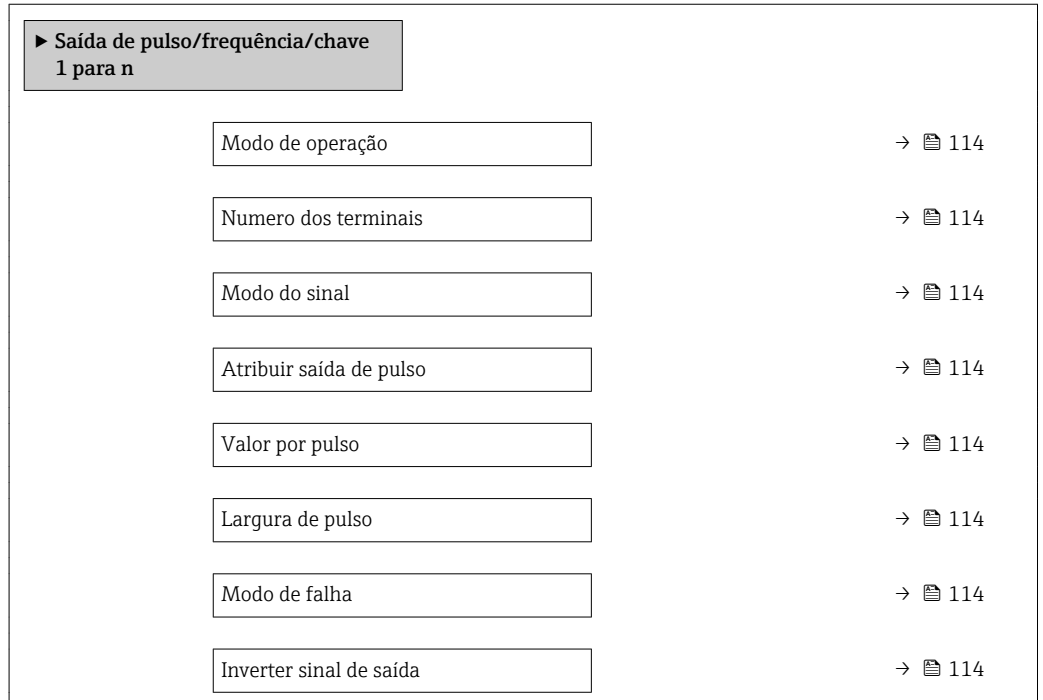 ▶ Saída de pulso/frequência/chave
1 para n
Modo de operação → 114
Numero dos terminais → 114
Modo do sinal → 114
Atribuir saída de pulso → 114
Valor por pulso → 114
Largura de pulso → 114
Modo de falha → 114
Inverter sinal de saída → 114